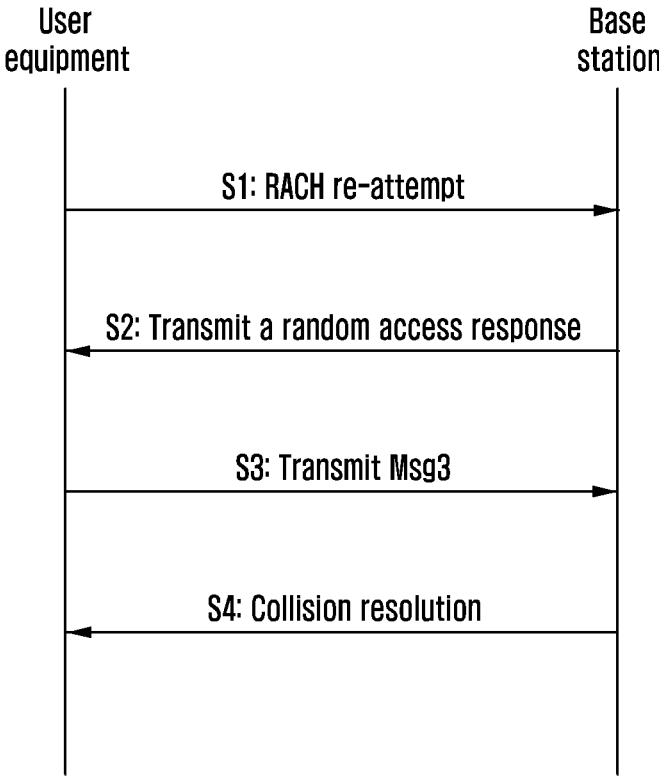 User
equipment
Base
station
S1: RACH re-attempt
S2: Transmit a random access response
S3: Transmit Msg3
S4: Collision resolution